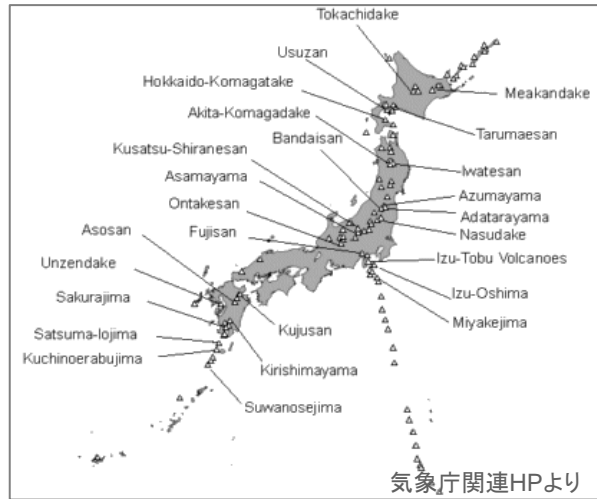 Tokachidake
Usuzan
Hokkaido-Komagatake
Meakandake
Akita-Komagadake
Tarumaesan
Bandaisan
Kusatsu-Shiranesan
Iwatesan
Asamayama
Azumayama
Ontakesan
Adatarayama
Asosan
Fujisan
Nasudake
Unzendake
Izu-Tobu Volcanoes
Sakurajima
Izu-Oshima
Kujusan
Miyakejima
Satsuma-Iojima
Kuchinoerabujima
Kirishimayama
Suwanosejima
気象庁関連HPより